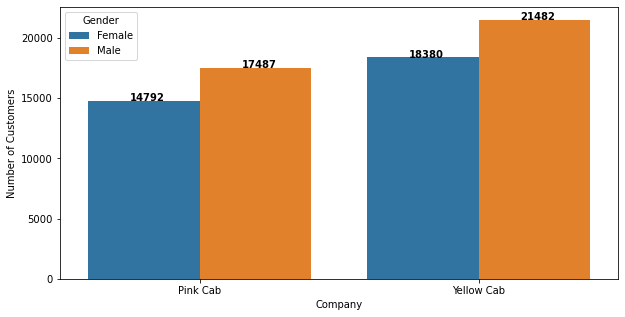 Gender
Female
Male
14792
17487
18380
21482
20000
15000
10000
5000
0
Number of Customers
Pink Cab
Yellow Cab
Company